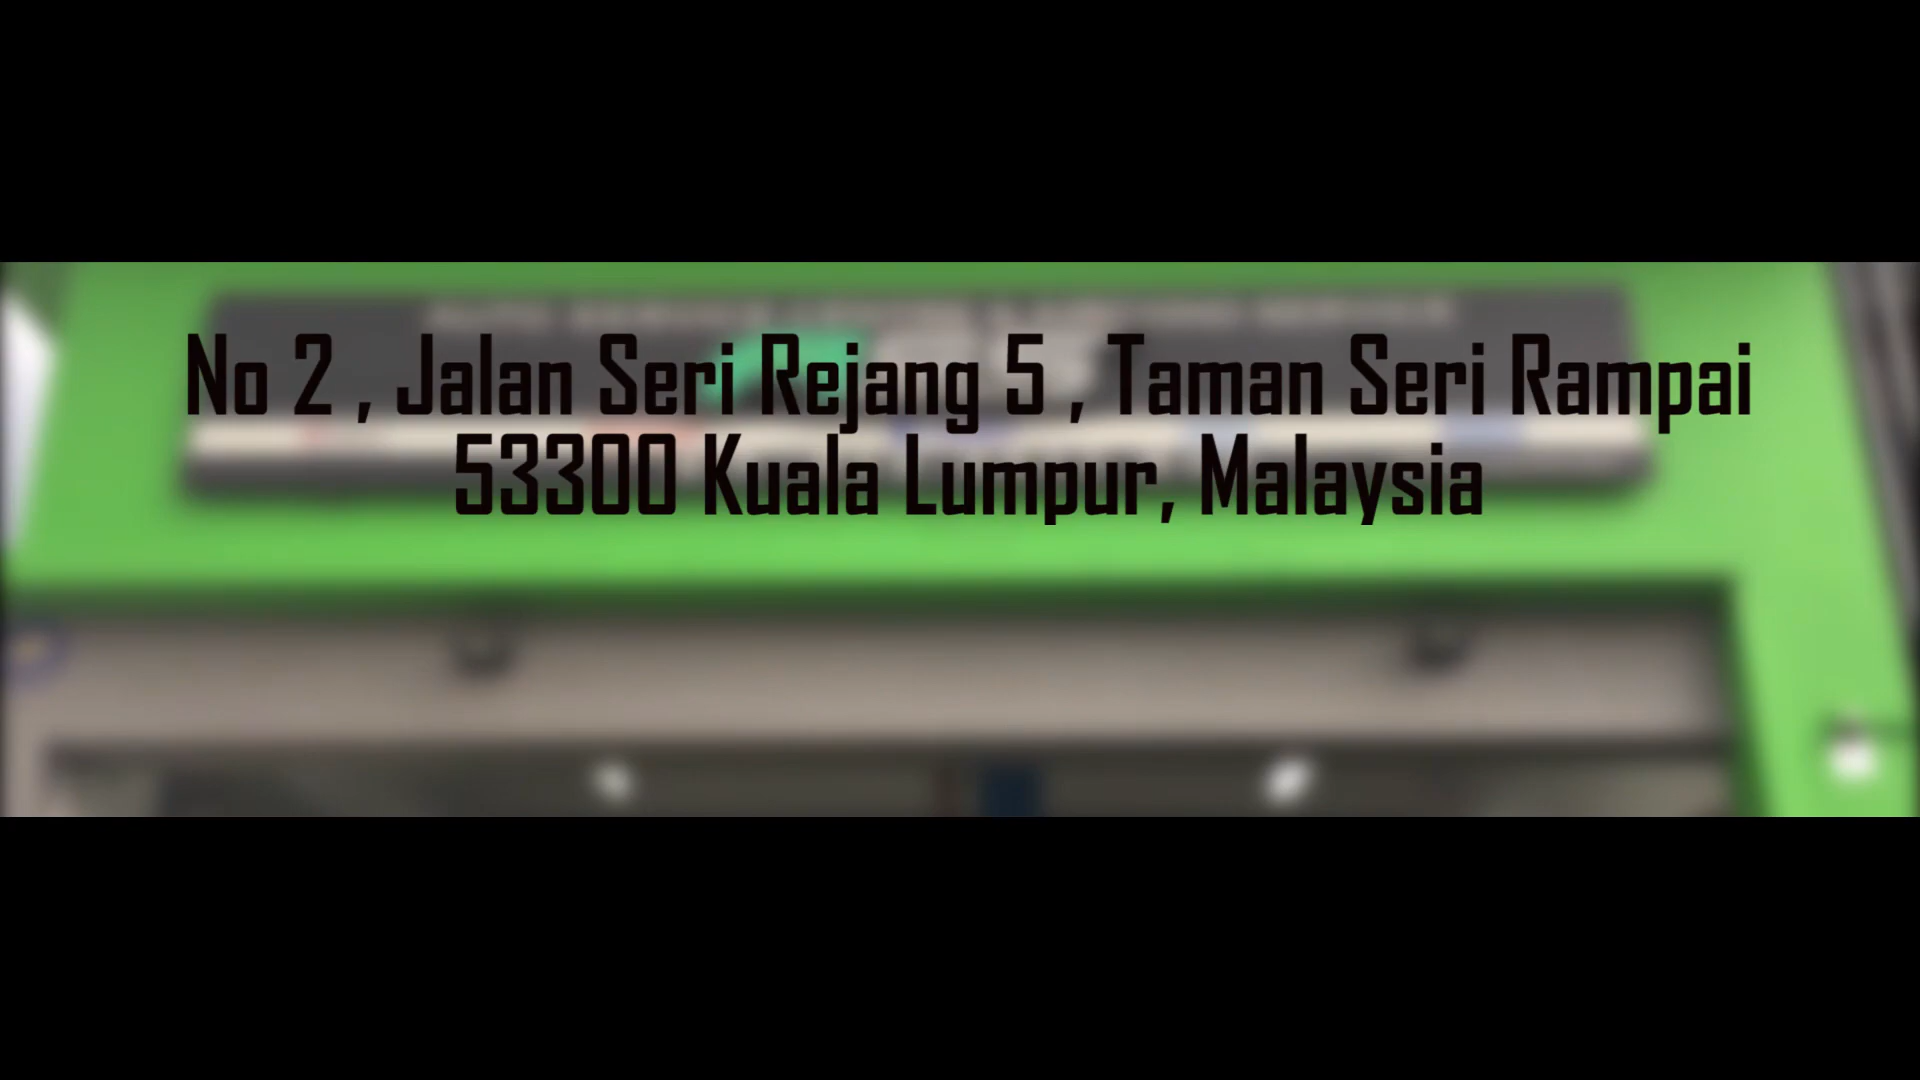 No 2 , Jalan Seri Rejang 5 , Taman Seri Rampai
53300 Kuala Lumpur, Malaysia